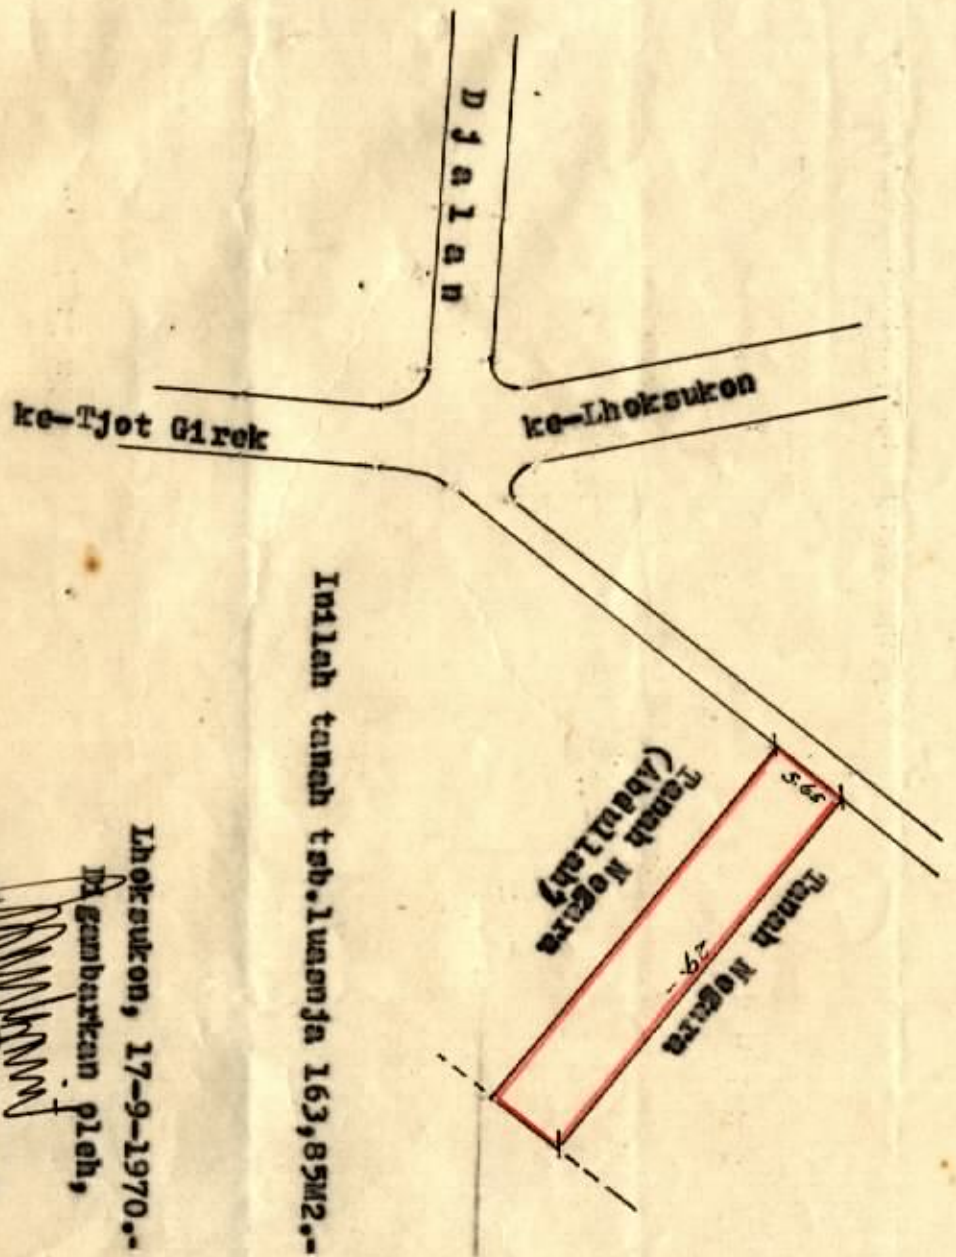 Djalan
ke-Tjot Girek
ke-Lhoksukon
5.65
29.-
Tanah Negara
Tanah Negara
(Abdullah)
Inilah tanah tsb.luasnja 163,85M2.-
Lhoksukon, 17-9-1970.-
Digambarkan oleh,